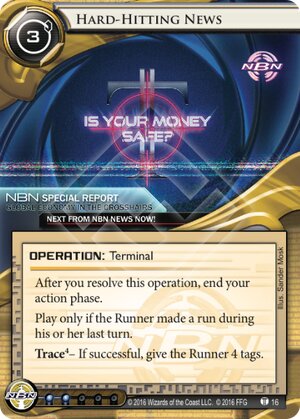 HARD-HITTING NEWS
3
NBN
IS YOUR MONEY
SAFE?
NBN SPECIAL REPORT
GLOBAL ECONOMY IN THE CROSSHAIRS
NEXT FROM NBN NEWS NOW!
OPERATION: Terminal
After you resolve this operation, end your
action phase.
Play only if the Runner made a run during
his or her last turn.
Trace⁴– If successful, give the Runner 4 tags.
Illus. Sander Mosk
NBN
© 2016 Wizards of the Coast LLC. © 2016 FFG
16